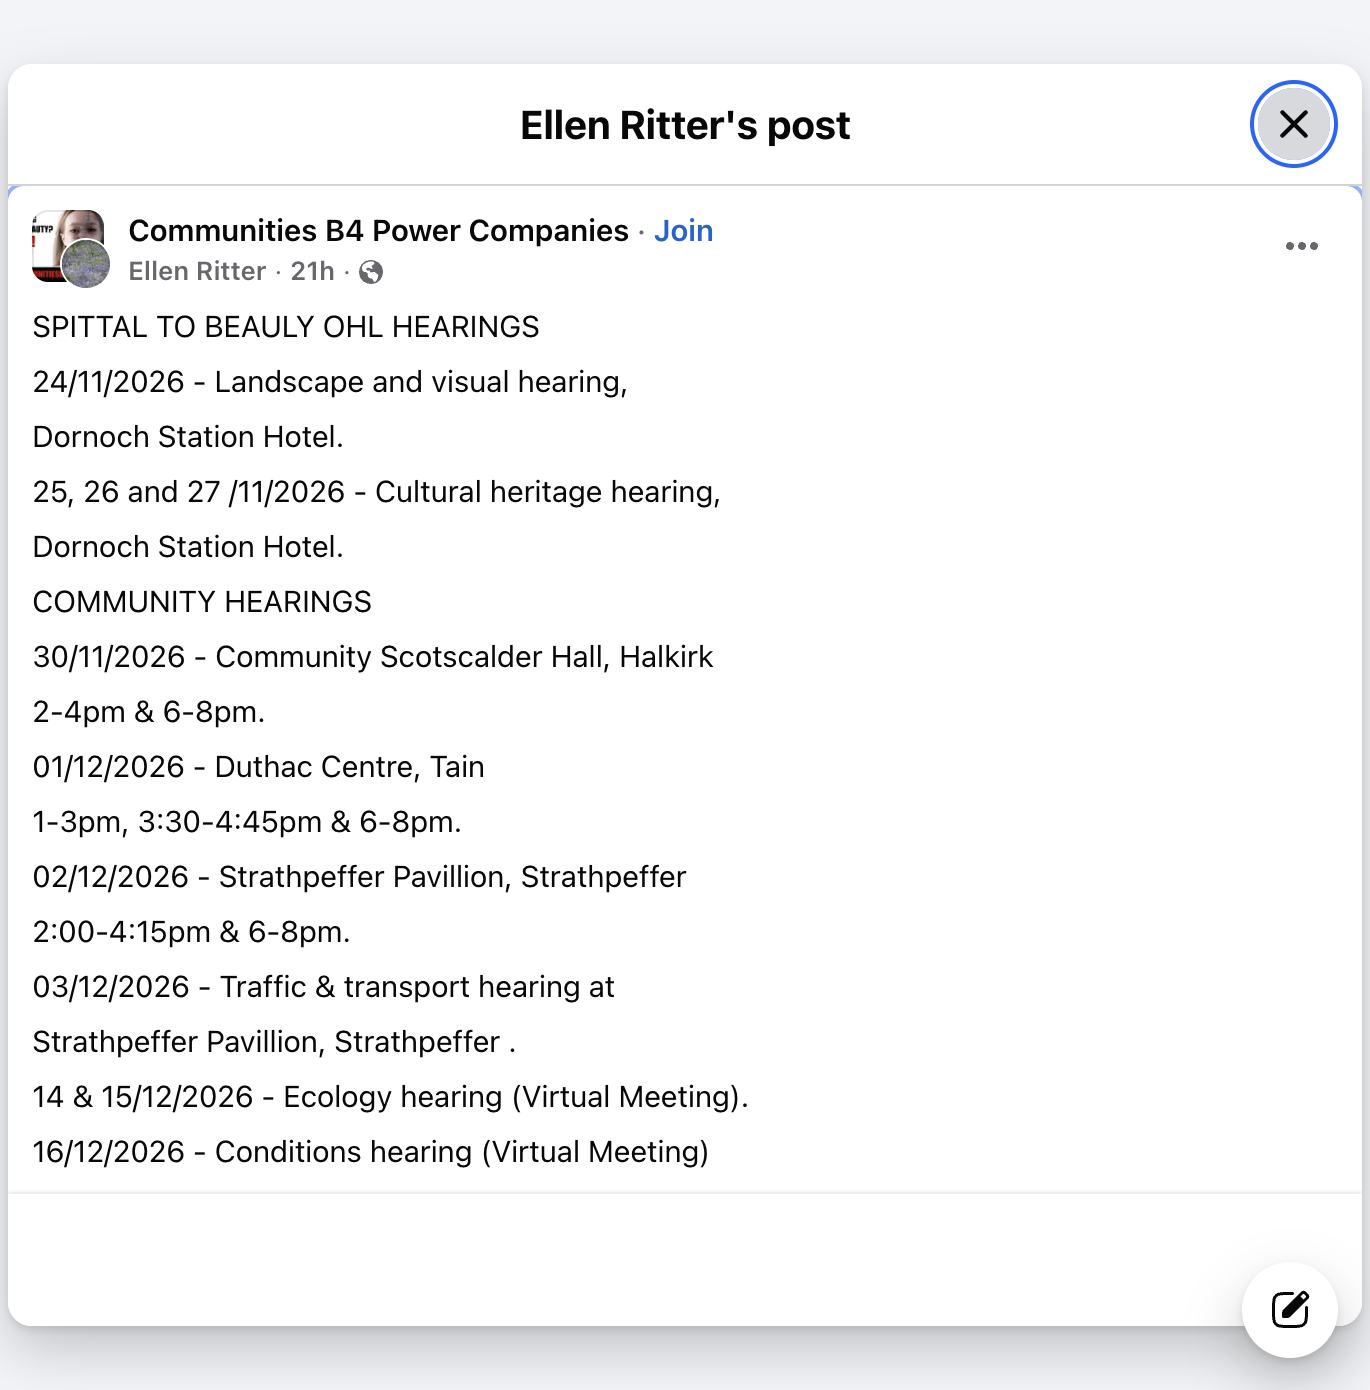 Ellen Ritter's post
Communities B4 Power Companies · Join
Ellen Ritter · 21h ·
SPITTAL TO BEAULY OHL HEARINGS
24/11/2026 - Landscape and visual hearing,
Dornoch Station Hotel.
25, 26 and 27 /11/2026 - Cultural heritage hearing,
Dornoch Station Hotel.
COMMUNITY HEARINGS
30/11/2026 - Community Scotscalder Hall, Halkirk
2-4pm & 6-8pm.
01/12/2026 - Duthac Centre, Tain
1-3pm, 3:30-4:45pm & 6-8pm.
02/12/2026 - Strathpeffer Pavillion, Strathpeffer
2:00-4:15pm & 6-8pm.
03/12/2026 - Traffic & transport hearing at
Strathpeffer Pavillion, Strathpeffer .
14 & 15/12/2026 - Ecology hearing (Virtual Meeting).
16/12/2026 - Conditions hearing (Virtual Meeting)